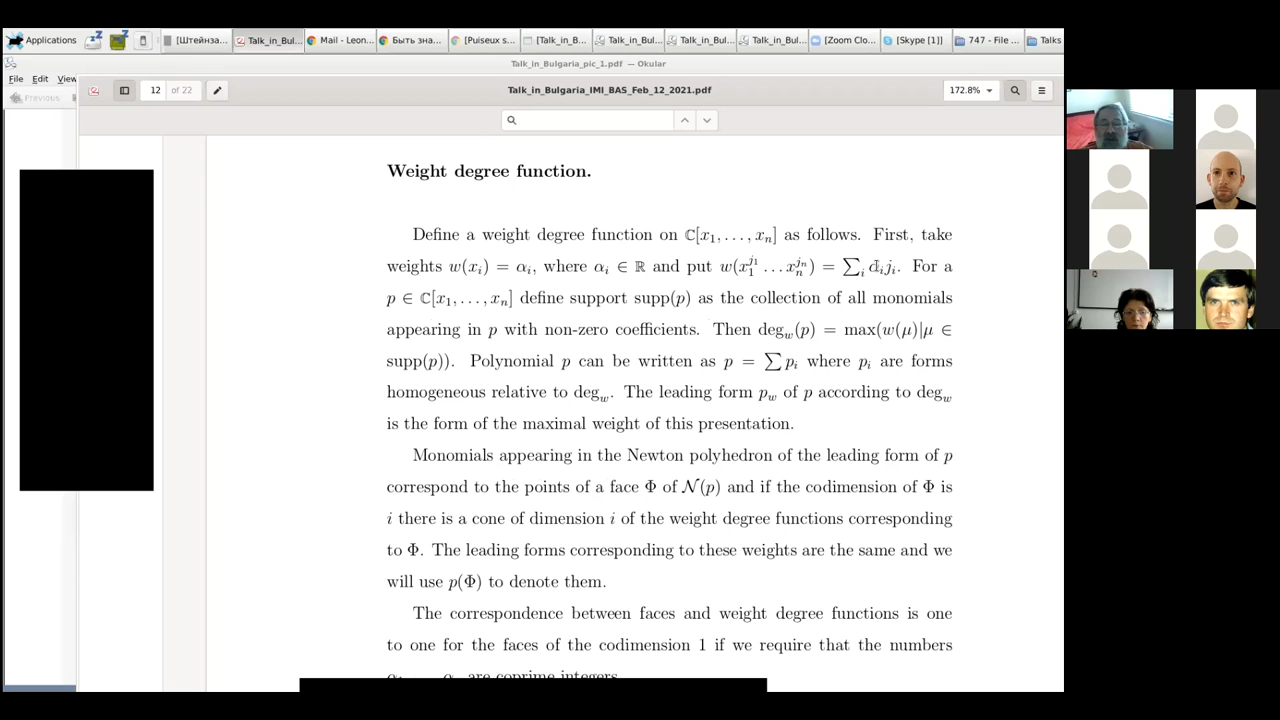 Applications
[Штейнза...
Talk_in_Bul...
Mail - Leon...
Быть зна...
[Puiseux s...
[Talk_in_B...
Talk_in_Bul...
Talk_in_Bul...
Talk_in_Bul...
[Zoom Clo...
[Skype [1]]
747 - File ...
Talks
Talk_in_Bulgaria_pic_1.pdf — Okular
File Edit View
Previous
12 of 22
Talk_in_Bulgaria_IMI_BAS_Feb_12_2021.pdf
172.8%
Weight degree function.
Define a weight degree function on ℂ[x₁, . . . , xₙ] as follows. First, take
weights w(xᵢ) = αᵢ, where αᵢ ∈ ℝ and put w(x₁^{j₁} . . . xₙ^{jₙ}) = ∑ᵢ αᵢjᵢ. For a
p ∈ ℂ[x₁, . . . , xₙ] define support supp(p) as the collection of all monomials
appearing in p with non-zero coefficients. Then deg_w(p) = max(w(μ)|μ ∈
supp(p)). Polynomial p can be written as p = ∑ pᵢ where pᵢ are forms
homogeneous relative to deg_w. The leading form p_w of p according to deg_w
is the form of the maximal weight of this presentation.
Monomials appearing in the Newton polyhedron of the leading form of p
correspond to the points of a face Φ of 𝒩(p) and if the codimension of Φ is
i there is a cone of dimension i of the weight degree functions corresponding
to Φ. The leading forms corresponding to these weights are the same and we
will use p(Φ) to denote them.
The correspondence between faces and weight degree functions is one
to one for the faces of the codimension 1 if we require that the numbers
are coprime integers.